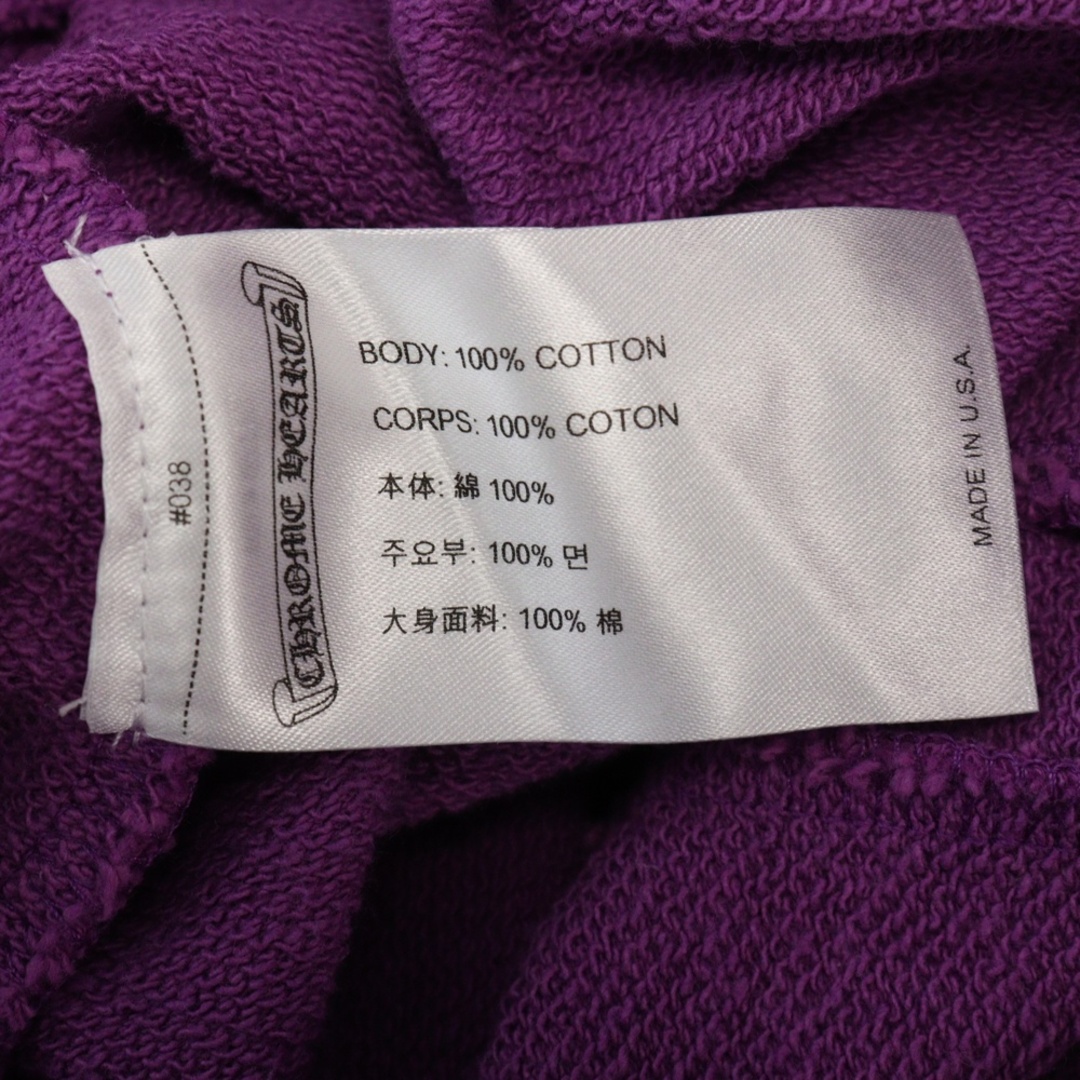 #038
CHROME HEARTS
BODY: 100% COTTON
CORPS: 100% COTON
本体: 綿 100%
주요부: 100% 면
大身面料: 100% 棉
MADE IN U.S.A.